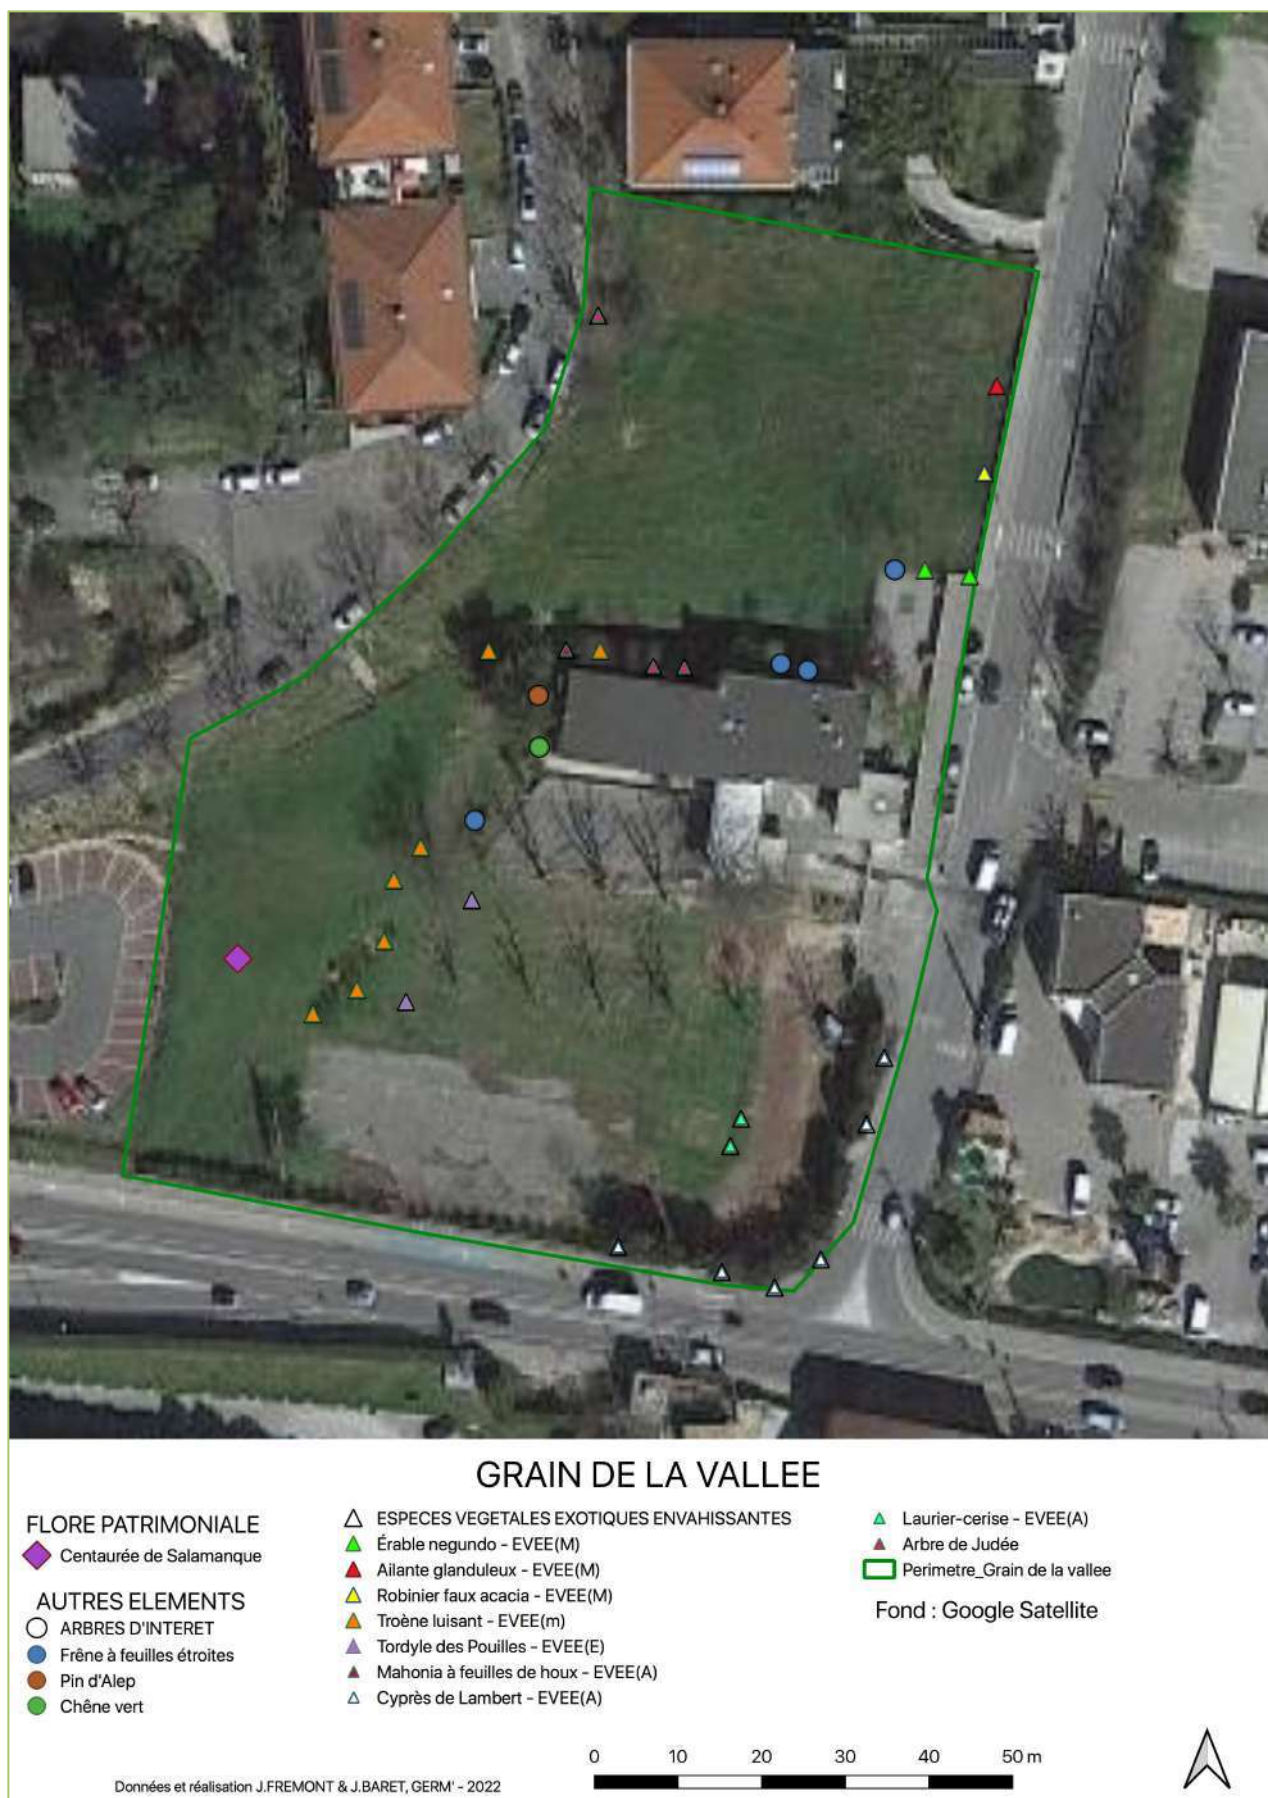 GRAIN DE LA VALLEE
FLORE PATRIMONIALE
Centaurée de Salamanque
AUTRES ELEMENTS
ARBRES D'INTERET
Frêne à feuilles étroites
Pin d'Alep
Chêne vert
ESPECES VEGETALES EXOTIQUES ENVAHISSANTES
Érable negundo - EVEE(M)
Ailante glanduleux - EVEE(M)
Robinier faux acacia - EVEE(M)
Troène luisant - EVEE(m)
Tordyle des Pouilles - EVEE(E)
Mahonia à feuilles de houx - EVEE(A)
Cyprès de Lambert - EVEE(A)
Laurier-cerise - EVEE(A)
Arbre de Judée
Perimetre_Grain de la vallee
Fond : Google Satellite
0 10 20 30 40 50 m
Données et réalisation J.FREMONT & J.BARET, GERM' - 2022